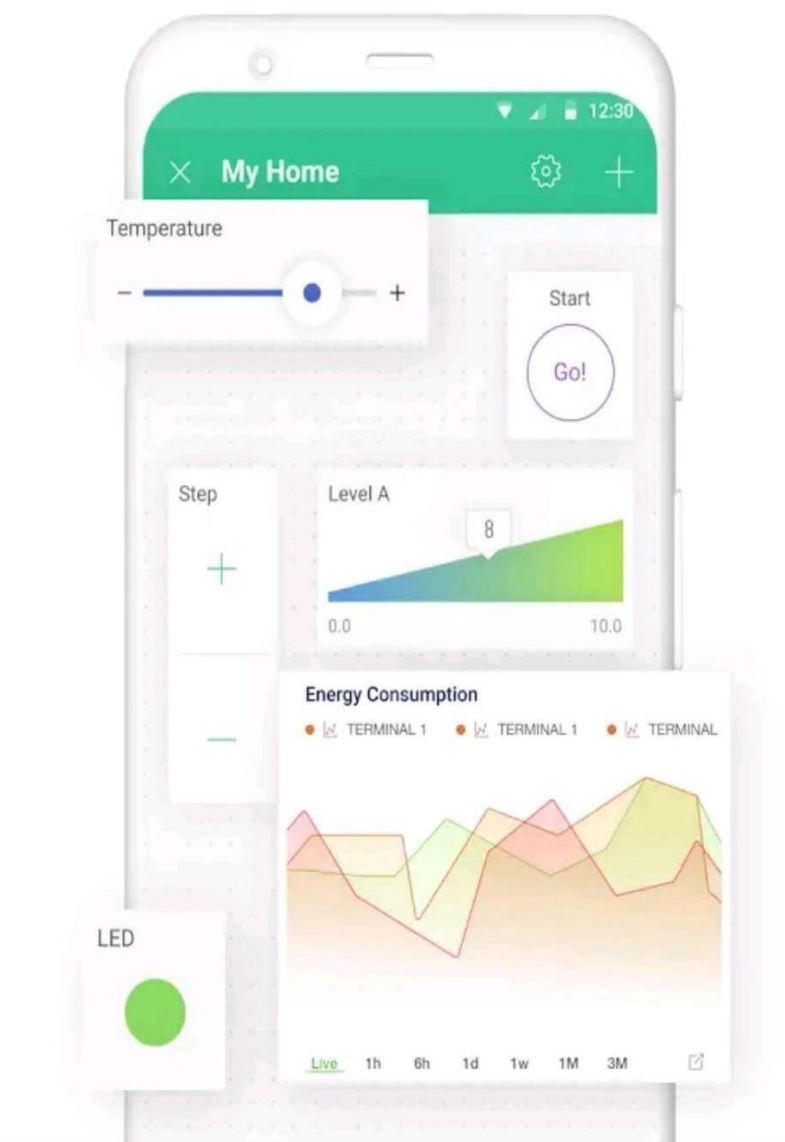 12:30
My Home
Temperature
− +
Start
Go!
Step
+
−
Level A
8
0.0 10.0
Energy Consumption
TERMINAL 1 TERMINAL 1 TERMINAL
LED
Live 1h 6h 1d 1w 1M 3M